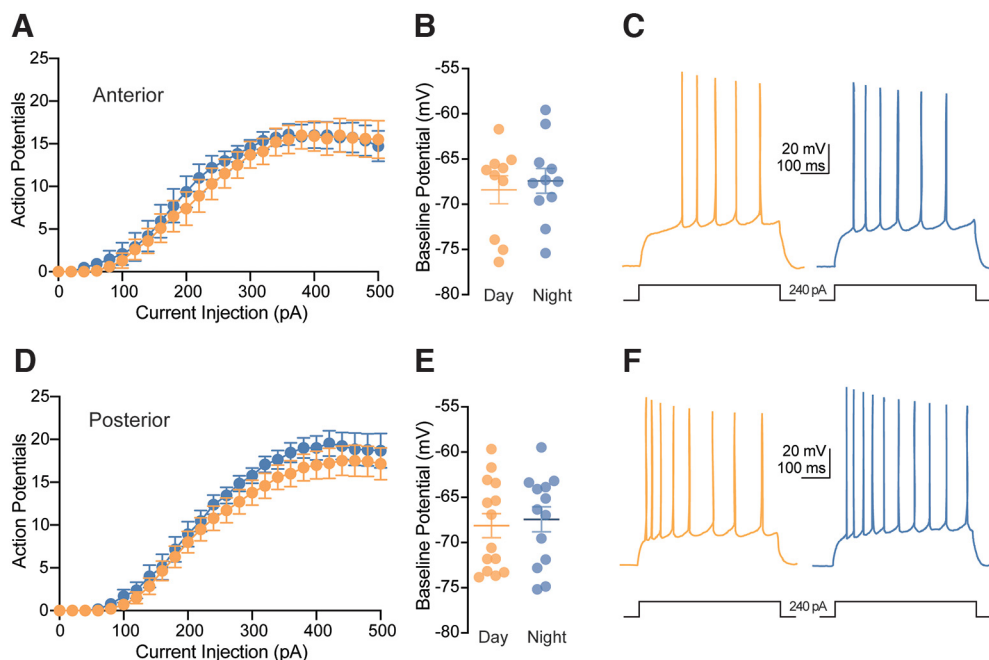 A
25
20
15
10
5
0
Action Potentials
Anterior
0 100 200 300 400 500
Current Injection (pA)
B
-55
-60
-65
-70
-75
-80
Baseline Potential (mV)
Day Night
C
20 mV
100 ms
240 pA
D
25
20
15
10
5
0
Action Potentials
Posterior
0 100 200 300 400 500
Current Injection (pA)
E
-55
-60
-65
-70
-75
-80
Baseline Potential (mV)
Day Night
F
20 mV
100 ms
240 pA